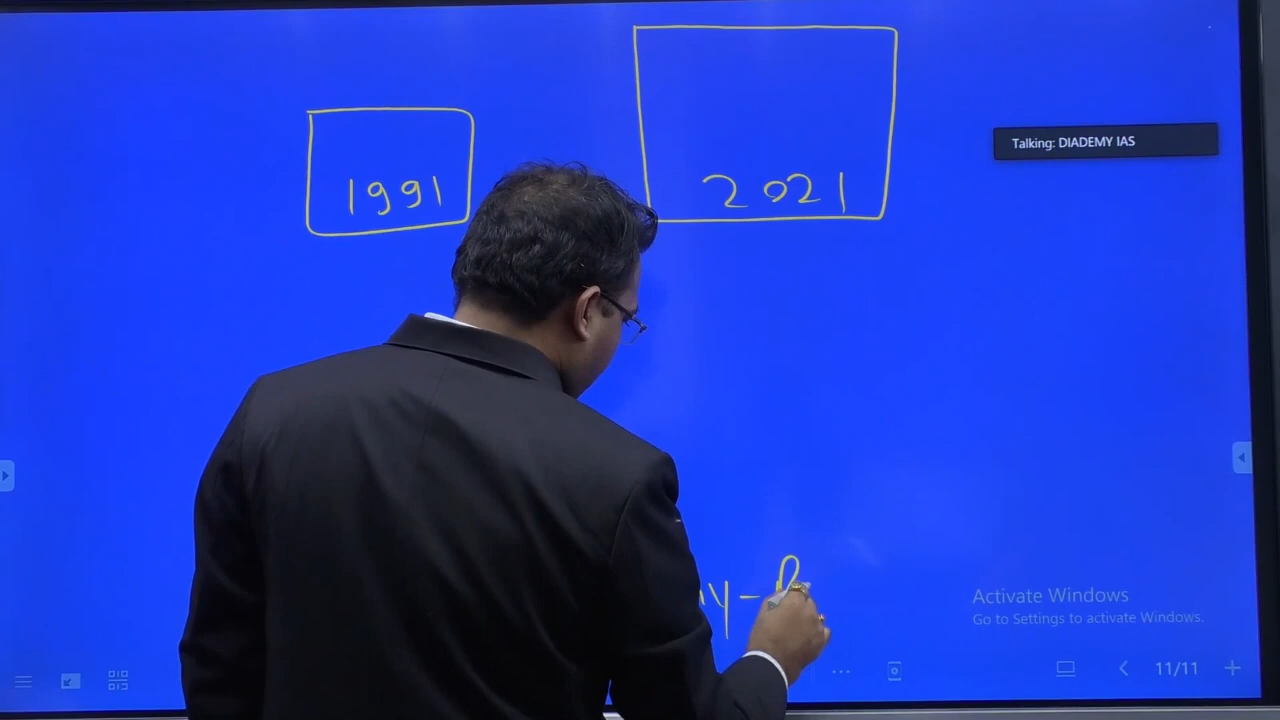 1991
2021
Talking: DIADEMY IAS
Activate Windows
Go to Settings to activate Windows.
11/11